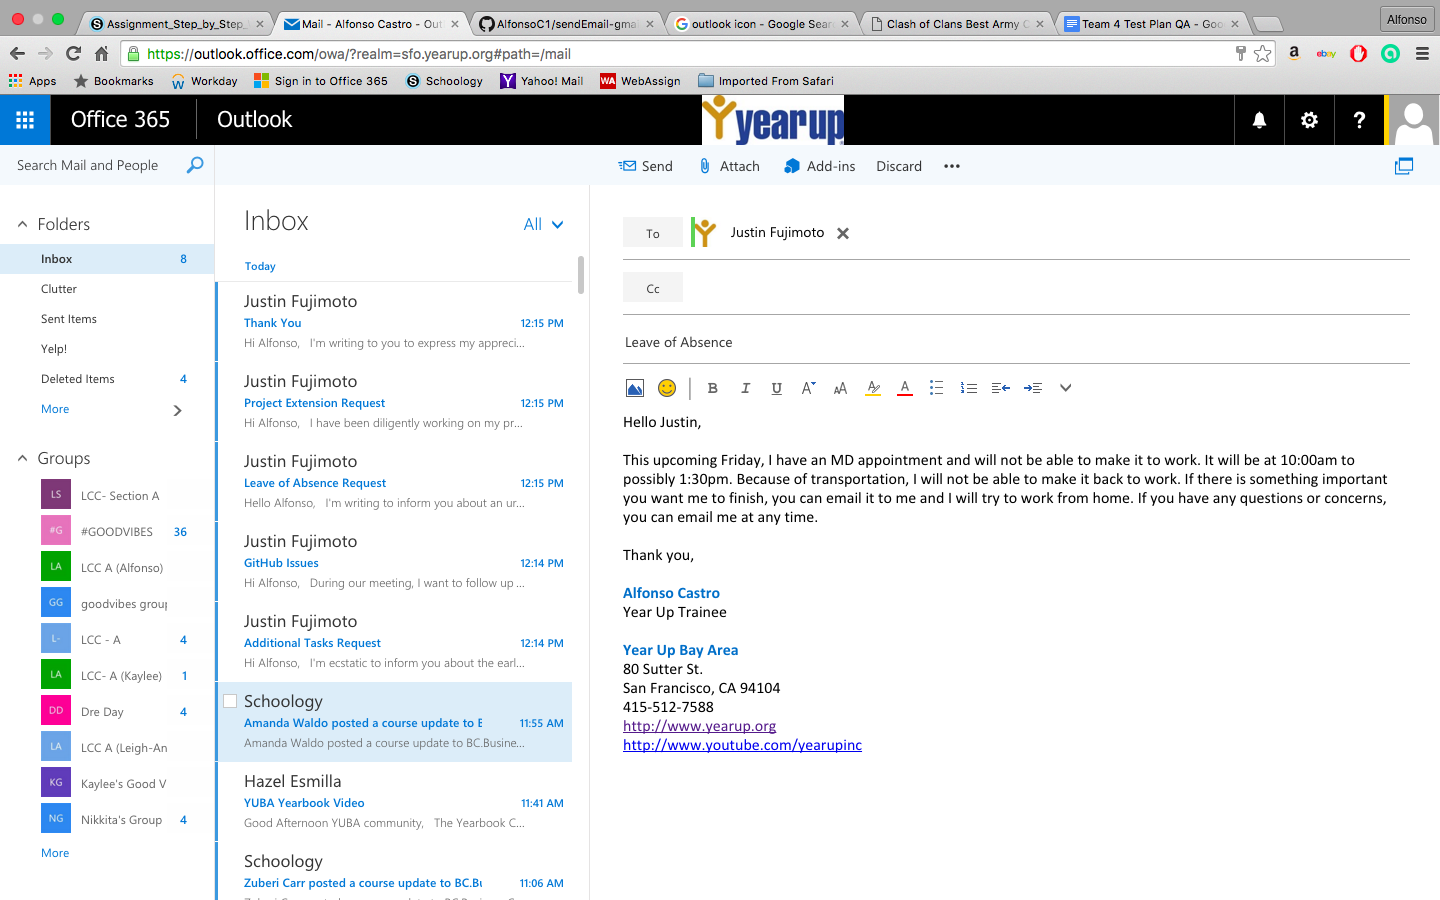 Assignment_Step_by_Step_
Mail - Alfonso Castro - Out
AlfonsoC1/sendEmail-gma
outlook icon - Google Sear
Clash of Clans Best Army C
Team 4 Test Plan QA - Goo
Alfonso
https://outlook.office.com/owa/?realm=sfo.yearup.org#path=/mail
Apps
Bookmarks
Workday
Sign in to Office 365
Schoology
Yahoo! Mail
WebAssign
Imported From Safari
Office 365
Outlook
yearup
Search Mail and People
Send
Attach
Add-ins
Discard
Folders
Inbox 8
Clutter
Sent Items
Yelp!
Deleted Items 4
More
Groups
LS LCC- Section A
#G #GOODVIBES 36
LA LCC A (Alfonso)
GG goodvibes group
L- LCC - A 4
LA LCC- A (Kaylee) 1
DD Dre Day 4
LA LCC A (Leigh-An
KG Kaylee's Good V
NG Nikkita's Group 4
More
Inbox
All
Today
Justin Fujimoto
Thank You 12:15 PM
Hi Alfonso, I'm writing to you to express my appreci...
Justin Fujimoto
Project Extension Request 12:15 PM
Hi Alfonso, I have been diligently working on my pr...
Justin Fujimoto
Leave of Absence Request 12:15 PM
Hello Alfonso, I'm writing to inform you about an ur...
Justin Fujimoto
GitHub Issues 12:14 PM
Hi Alfonso, During our meeting, I want to follow up ...
Justin Fujimoto
Additional Tasks Request 12:14 PM
Hi Alfonso, I'm ecstatic to inform you about the earl...
Schoology
Amanda Waldo posted a course update to B 11:55 AM
Amanda Waldo posted a course update to BC.Busine...
Hazel Esmilla
YUBA Yearbook Video 11:41 AM
Good Afternoon YUBA community, The Yearbook C...
Schoology
Zuberi Carr posted a course update to BC.Bu 11:06 AM
To Justin Fujimoto
Cc
Leave of Absence
Hello Justin,
This upcoming Friday, I have an MD appointment and will not be able to make it to work. It will be at 10:00am to
possibly 1:30pm. Because of transportation, I will not be able to make it back to work. If there is something important
you want me to finish, you can email it to me and I will try to work from home. If you have any questions or concerns,
you can email me at any time.
Thank you,
Alfonso Castro
Year Up Trainee
Year Up Bay Area
80 Sutter St.
San Francisco, CA 94104
415-512-7588
http://www.yearup.org
http://www.youtube.com/yearupinc